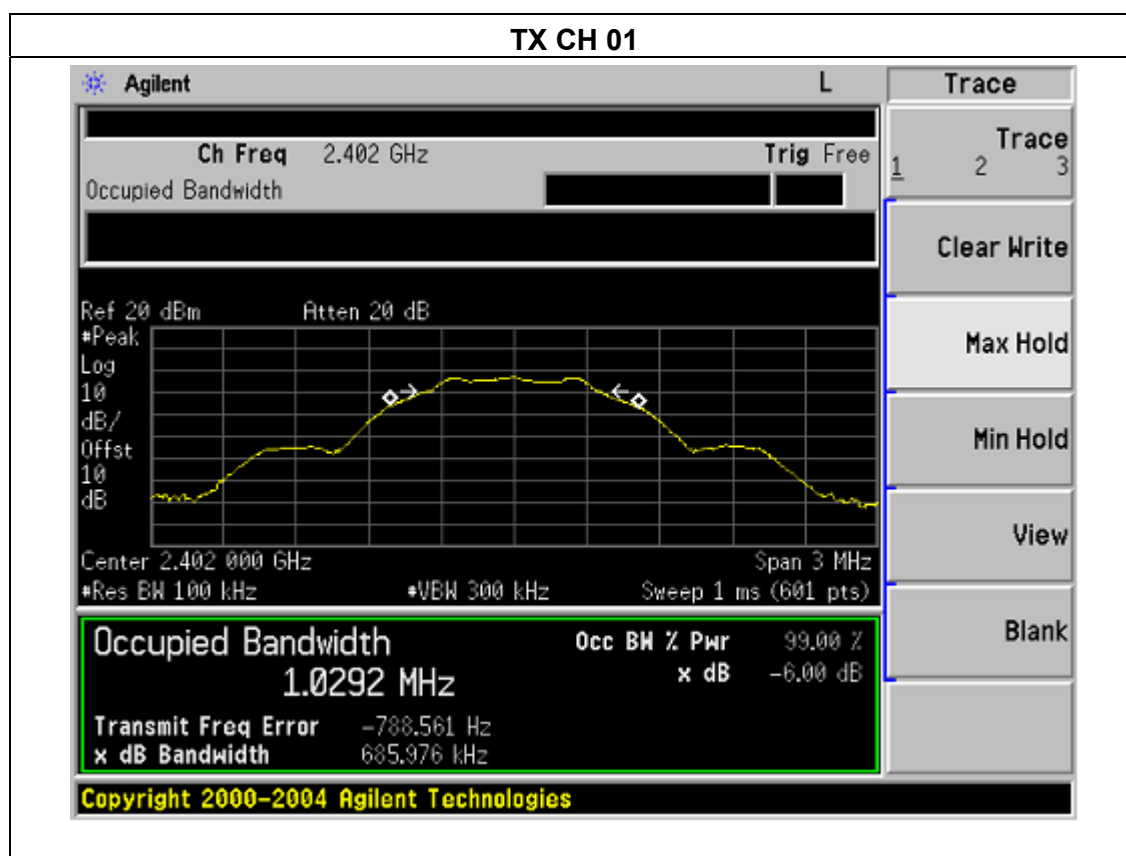 TX CH 01
Agilent L Trace
Ch Freq 2.402 GHz Trig Free
Occupied Bandwidth
Trace
1 2 3
Clear Write
Max Hold
Min Hold
View
Blank
Ref 20 dBm Atten 20 dB
#Peak
Log
10
dB/
Offst
10
dB
Center 2.402 000 GHz Span 3 MHz
#Res BW 100 kHz #VBW 300 kHz Sweep 1 ms (601 pts)
Occupied Bandwidth Occ BW % Pwr 99.00 %
1.0292 MHz x dB -6.00 dB
Transmit Freq Error -788.561 Hz
x dB Bandwidth 685.976 kHz
Copyright 2000-2004 Agilent Technologies